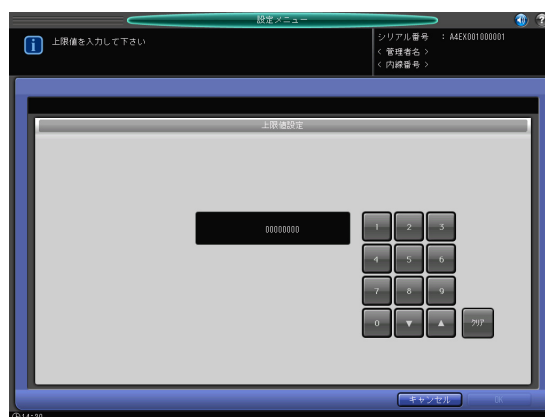 設定メニュー
上限値を入力して下さい
シリアル番号 : A4EX001000001
< 管理者名 >
< 内線番号 >
上限値設定
00000000
1 2 3
4 5 6
7 8 9
0 ▼ ▲ クリア
キャンセル OK
14:20